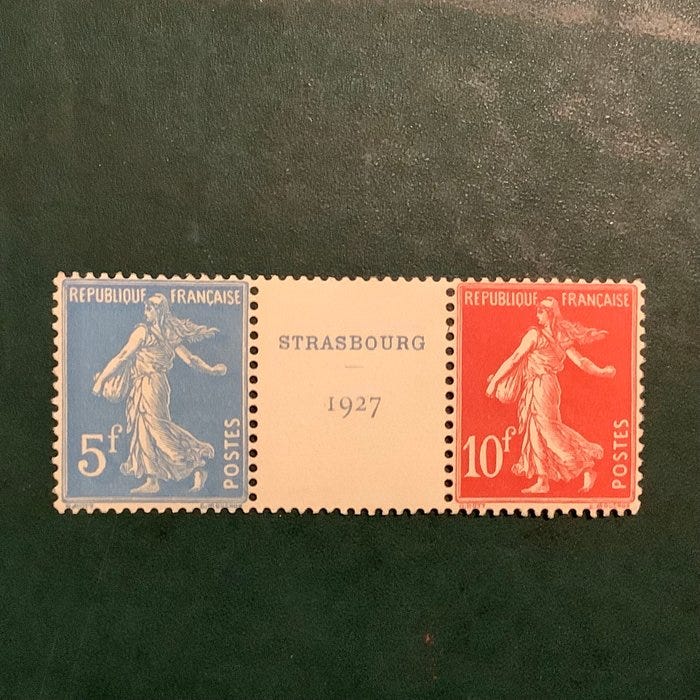 REPUBLIQUE FRANÇAISE
5f
POSTES
STRASBOURG
1927
REPUBLIQUE FRANÇAISE
10f
POSTES